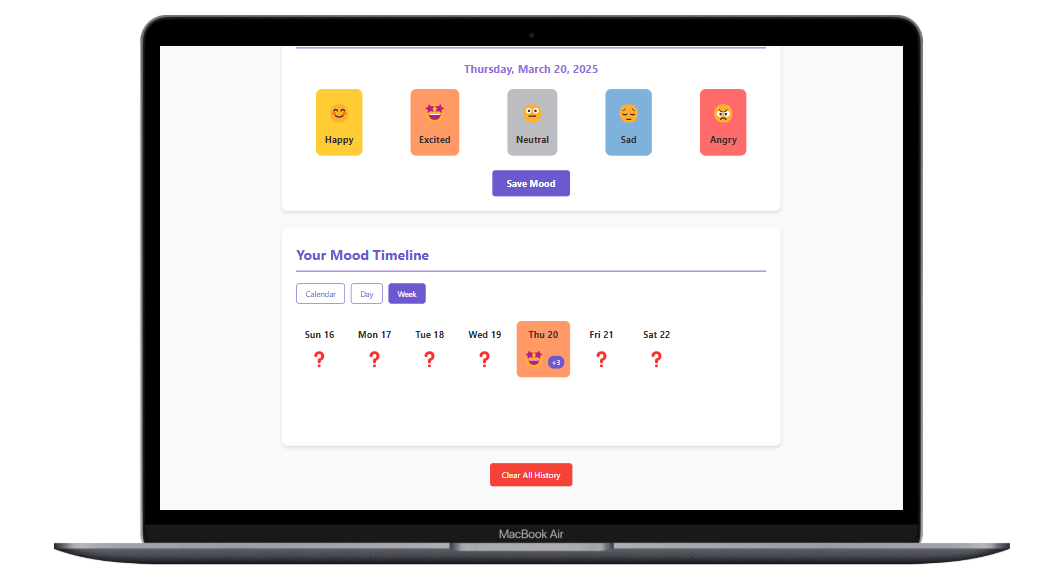 Thursday, March 20, 2025
Happy Excited Neutral Sad Angry
Save Mood
Your Mood Timeline
Calendar Day Week
Sun 16 Mon 17 Tue 18 Wed 19 Thu 20 Fri 21 Sat 22
? ? ? ? +3 ? ?
Clear All History
MacBook Air